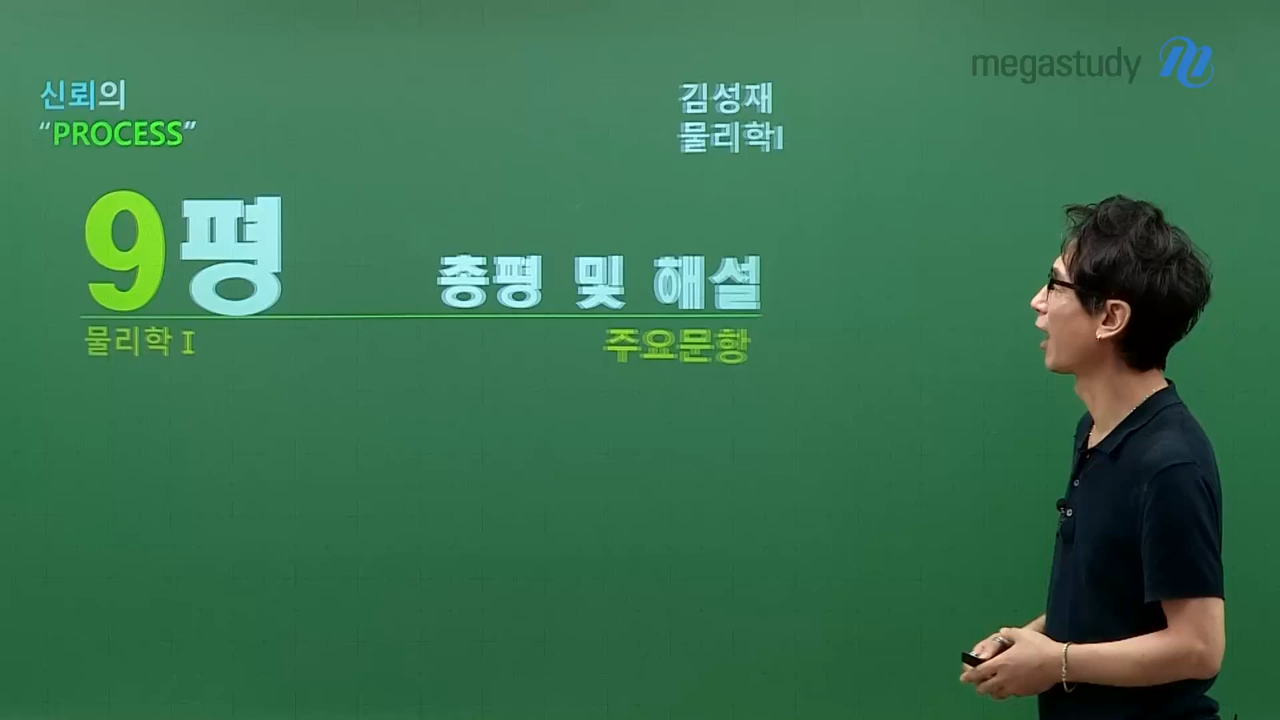 megastudy
신뢰의
“PROCESS”
김성재
물리학I
9평
총평 및 해설
물리학 I
주요문항